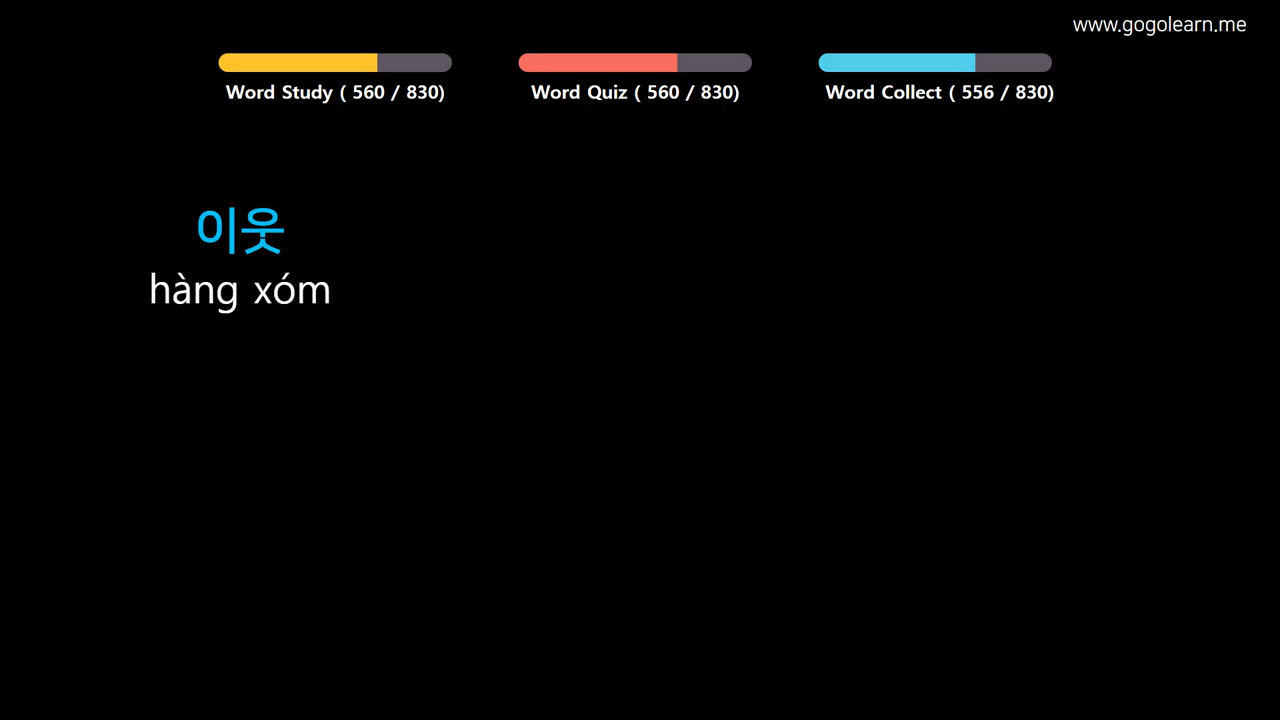 www.gogolearn.me
Word Study ( 560 / 830)
Word Quiz ( 560 / 830)
Word Collect ( 556 / 830)
이웃
hàng xóm